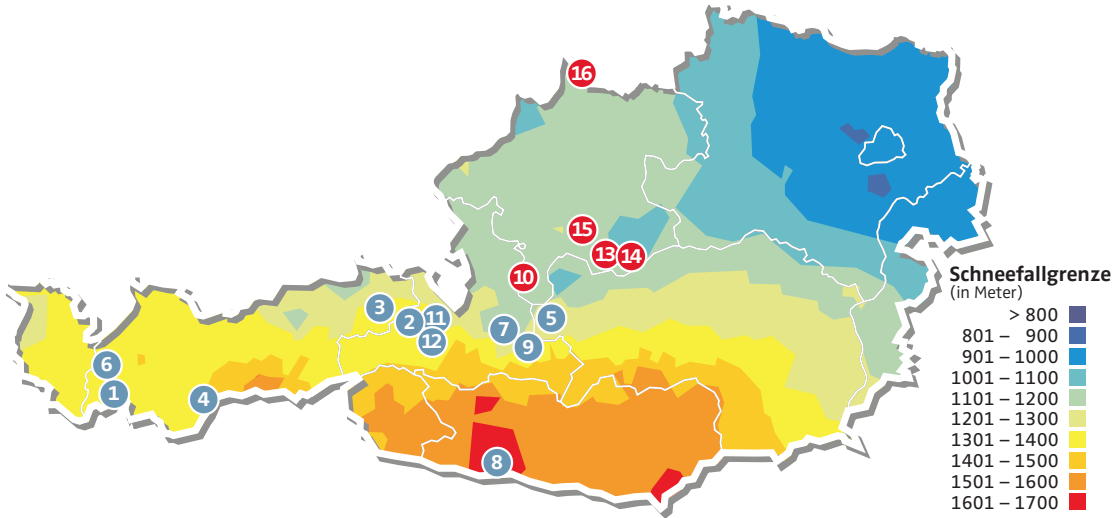 16
15
13
14
10
3
2
11
12
7
5
9
6
1
4
8
Schneefallgrenze
(in Meter)
> 800
801 – 900
901 – 1000
1001 – 1100
1101 – 1200
1201 – 1300
1301 – 1400
1401 – 1500
1501 – 1600
1601 – 1700